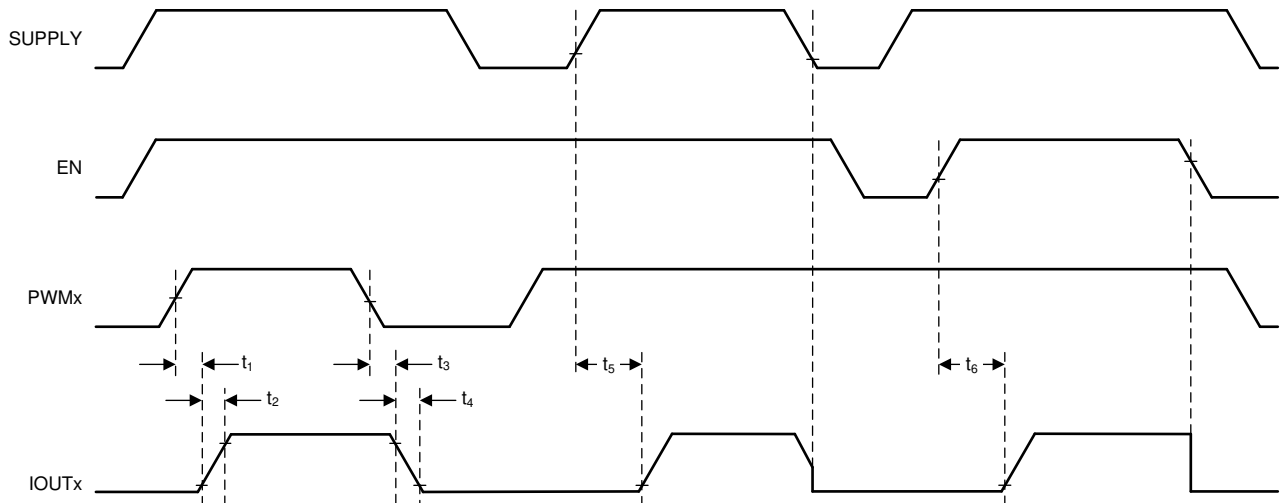 SUPPLY
EN
PWMx
t₁
t₃
t₅
t₆
t₂
t₄
IOUTx